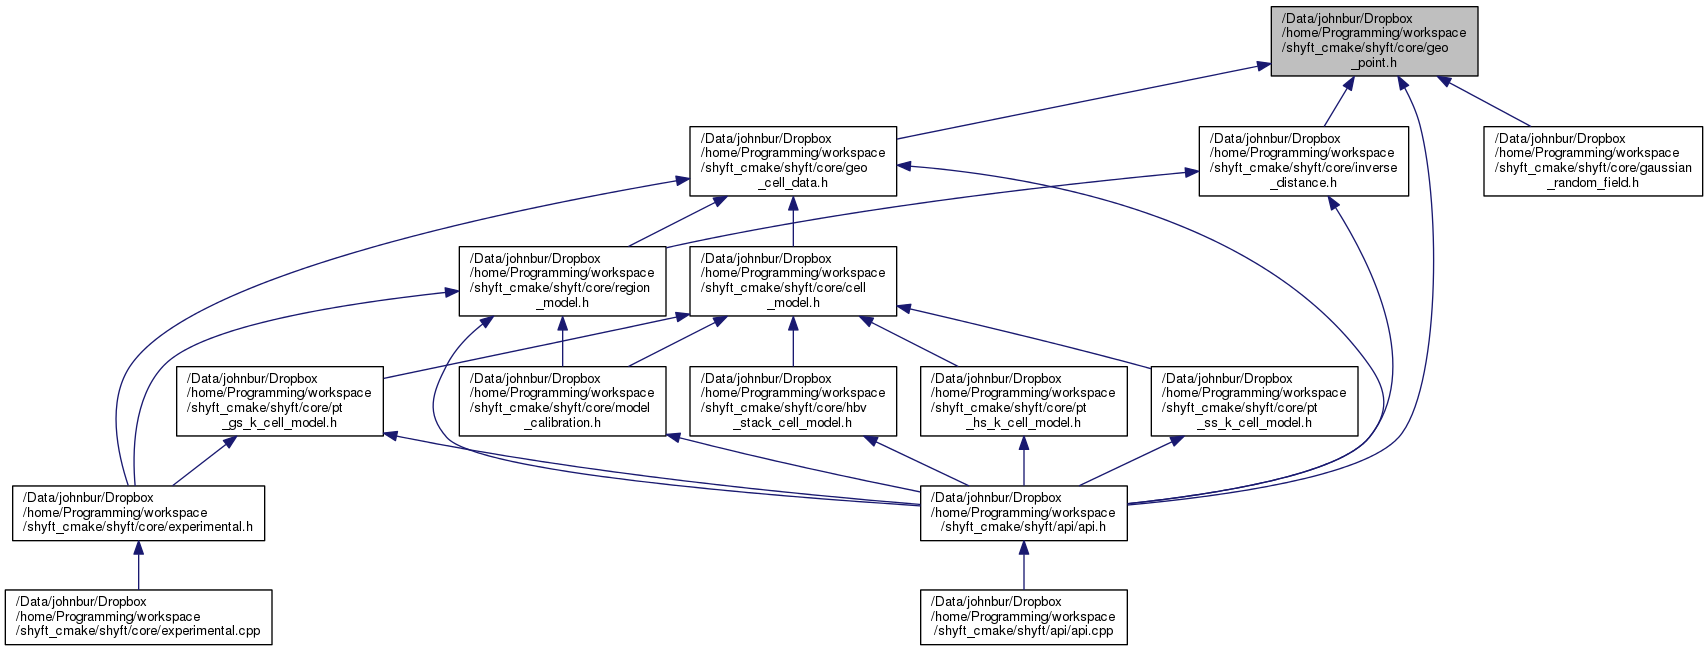 /Data/johnbur/Dropbox
/home/Programming/workspace
/shyft_cmake/shyft/core/geo
_point.h
/Data/johnbur/Dropbox
/home/Programming/workspace
/shyft_cmake/shyft/core/geo
_cell_data.h
/Data/johnbur/Dropbox
/home/Programming/workspace
/shyft_cmake/shyft/core/inverse
_distance.h
/Data/johnbur/Dropbox
/home/Programming/workspace
/shyft_cmake/shyft/core/gaussian
_random_field.h
/Data/johnbur/Dropbox
/home/Programming/workspace
/shyft_cmake/shyft/core/region
_model.h
/Data/johnbur/Dropbox
/home/Programming/workspace
/shyft_cmake/shyft/core/cell
_model.h
/Data/johnbur/Dropbox
/home/Programming/workspace
/shyft_cmake/shyft/core/pt
_gs_k_cell_model.h
/Data/johnbur/Dropbox
/home/Programming/workspace
/shyft_cmake/shyft/core/model
_calibration.h
/Data/johnbur/Dropbox
/home/Programming/workspace
/shyft_cmake/shyft/core/hbv
_stack_cell_model.h
/Data/johnbur/Dropbox
/home/Programming/workspace
/shyft_cmake/shyft/core/pt
_hs_k_cell_model.h
/Data/johnbur/Dropbox
/home/Programming/workspace
/shyft_cmake/shyft/core/pt
_ss_k_cell_model.h
/Data/johnbur/Dropbox
/home/Programming/workspace
/shyft_cmake/shyft/core/experimental.h
/Data/johnbur/Dropbox
/home/Programming/workspace
/shyft_cmake/shyft/api/api.h
/Data/johnbur/Dropbox
/home/Programming/workspace
/shyft_cmake/shyft/core/experimental.cpp
/Data/johnbur/Dropbox
/home/Programming/workspace
/shyft_cmake/shyft/api/api.cpp